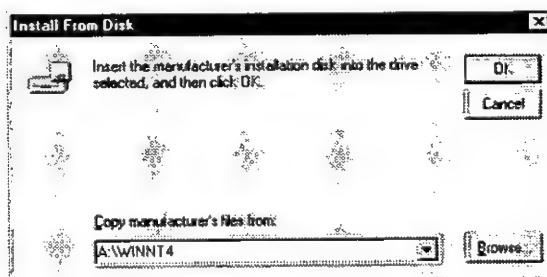 Install From Disk
Insert the manufacturer's installation disk into the drive
selected, and then click OK.
OK
Cancel
Copy manufacturer's files from:
A:\WINNT4
Browse...